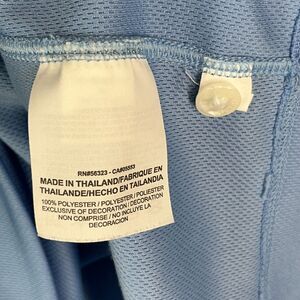 RN#56323 - CA#05553
MADE IN THAILAND/FABRIQUE EN
THAILANDE/HECHO EN TAILANDIA
100% POLYESTER / POLYESTER / POLIESTER
EXCLUSIVE OF DECORATION / DECORATION
NON COMPRISE / NO INCLUYE LA
DECORACION